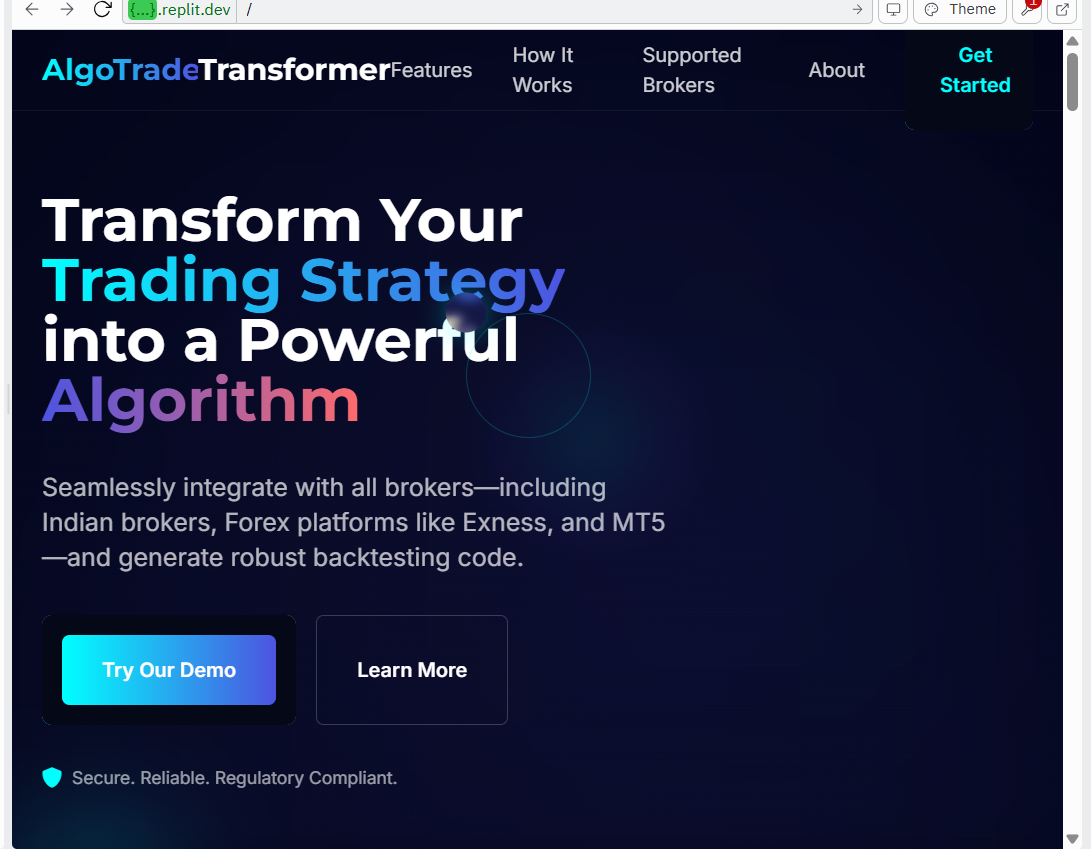 {...}.replit.dev /
Theme
1
AlgoTradeTransformer
Features
How It
Works
Supported
Brokers
About
Get
Started
Transform Your
Trading Strategy
into a Powerful
Algorithm
Seamlessly integrate with all brokers—including
Indian brokers, Forex platforms like Exness, and MT5
—and generate robust backtesting code.
Try Our Demo
Learn More
Secure. Reliable. Regulatory Compliant.